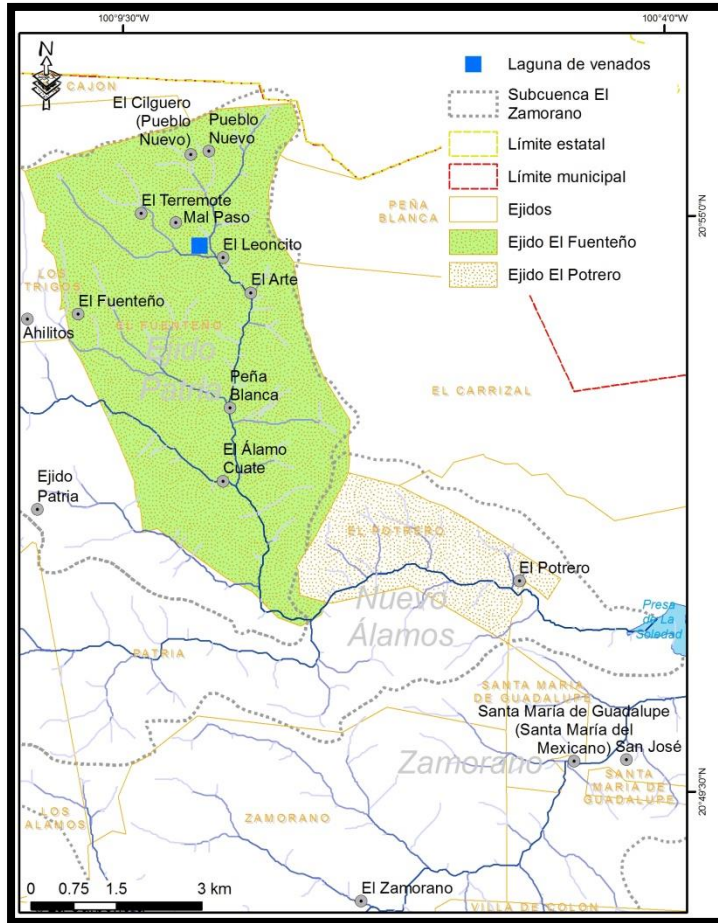 100°9'30"W
100°4'0"W
N
CAJON
El Cilguero
(Pueblo
Nuevo)
Pueblo
Nuevo
El Terremote
Mal Paso
El Leoncito
El Arte
LOS
TRIGOS
El Fuenteño
EL FUENTEÑO
Ahilitos
Ejido
Patria
Peña
Blanca
El Álamo
Cuate
Ejido
Patria
Laguna de venados
Subcuenca El
Zamorano
Límite estatal
Límite municipal
Ejidos
Ejido El Fuenteño
Ejido El Potrero
PEÑA
BLANCA
20°55'0"N
EL CARRIZAL
EL POTRERO
El Potrero
Nuevo
Álamos
Presa
de La
Soledad
PATRIA
SANTA MARIA
DE GUADALUPE
Santa María de Guadalupe
(Santa María del
Mexicano)
San José
Zamorano
SANTA
MARIA DE
GUADALUPE
20°49'30"N
LOS
ALAMOS
ZAMORANO
El Zamorano
VILLA DE COLON
0 0.75 1.5 3 km